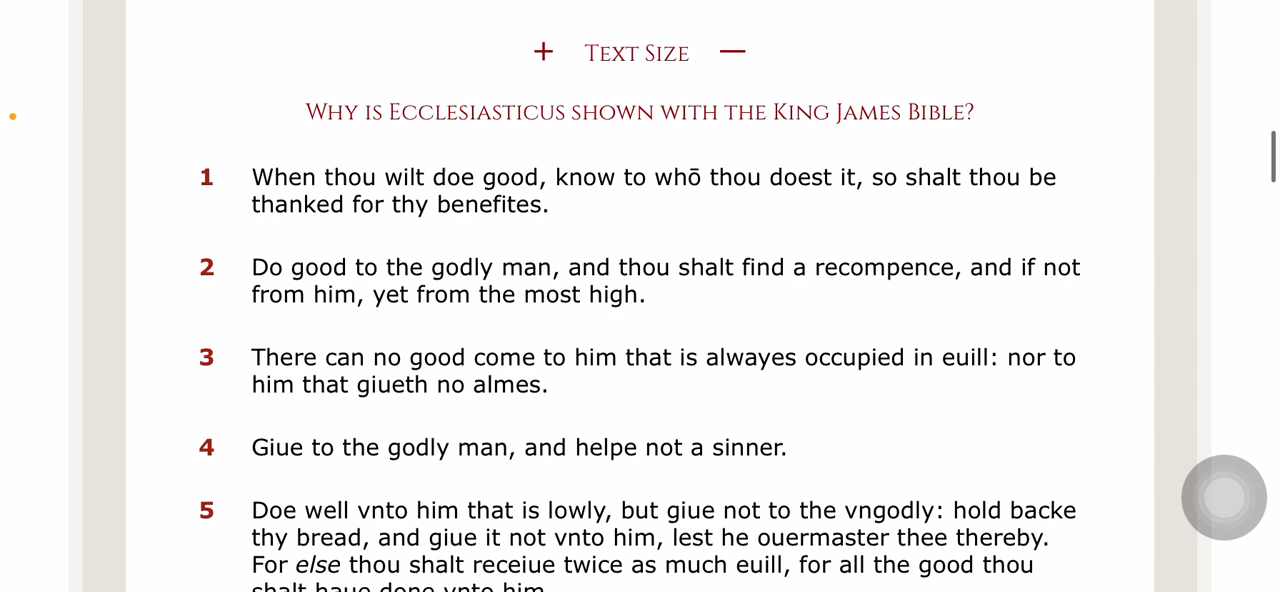 + Text Size —
Why is Ecclesiasticus shown with the King James Bible?
1 When thou wilt doe good, know to whō thou doest it, so shalt thou be
thanked for thy benefites.
2 Do good to the godly man, and thou shalt find a recompence, and if not
from him, yet from the most high.
3 There can no good come to him that is alwayes occupied in euill: nor to
him that giueth no almes.
4 Giue to the godly man, and helpe not a sinner.
5 Doe well vnto him that is lowly, but giue not to the vngodly: hold backe
thy bread, and giue it not vnto him, lest he ouermaster thee thereby.
For else thou shalt receiue twice as much euill, for all the good thou
shalt haue done vnto him